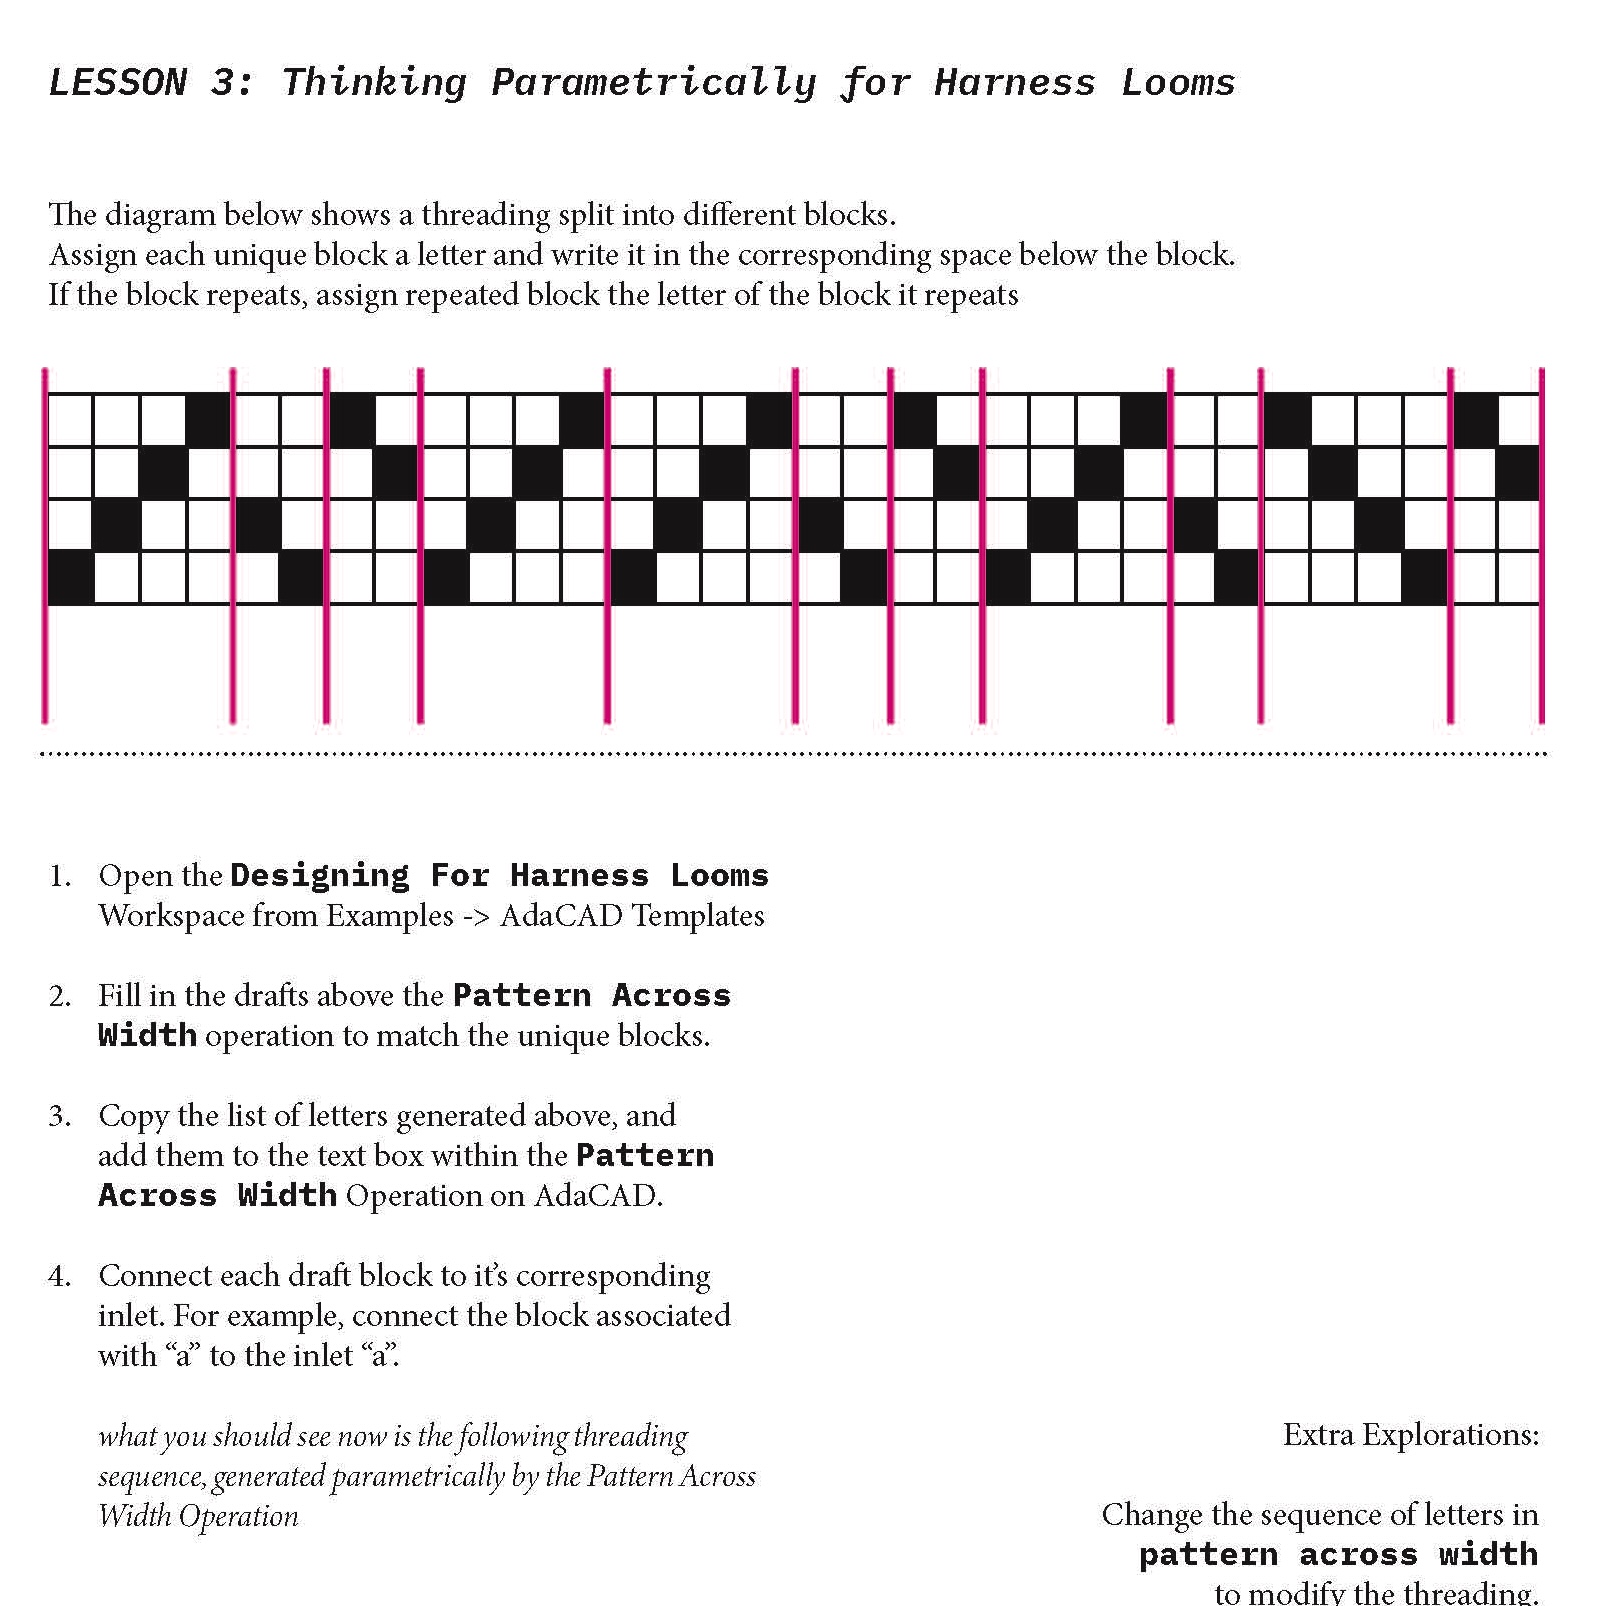 LESSON 3: Thinking Parametrically for Harness Looms
The diagram below shows a threading split into different blocks.
Assign each unique block a letter and write it in the corresponding space below the block.
If the block repeats, assign repeated block the letter of the block it repeats
1. Open the Designing For Harness Looms
Workspace from Examples -> AdaCAD Templates
2. Fill in the drafts above the Pattern Across
Width operation to match the unique blocks.
3. Copy the list of letters generated above, and
add them to the text box within the Pattern
Across Width Operation on AdaCAD.
4. Connect each draft block to it’s corresponding
inlet. For example, connect the block associated
with “a” to the inlet “a”.
what you should see now is the following threading
sequence, generated parametrically by the Pattern Across
Width Operation
Extra Explorations:
Change the sequence of letters in
pattern across width
to modify the threading.